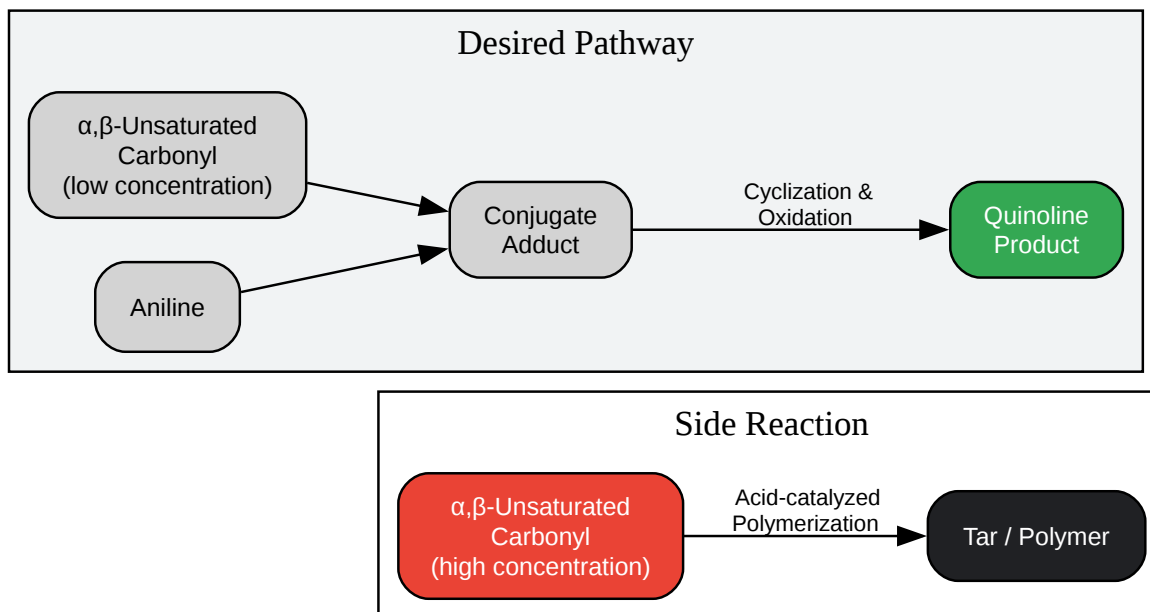 Desired Pathway
α,β-Unsaturated
Carbonyl
(low concentration)
Aniline
Conjugate
Adduct
Cyclization &
Oxidation
Quinoline
Product
Side Reaction
α,β-Unsaturated
Carbonyl
(high concentration)
Acid-catalyzed
Polymerization
Tar / Polymer